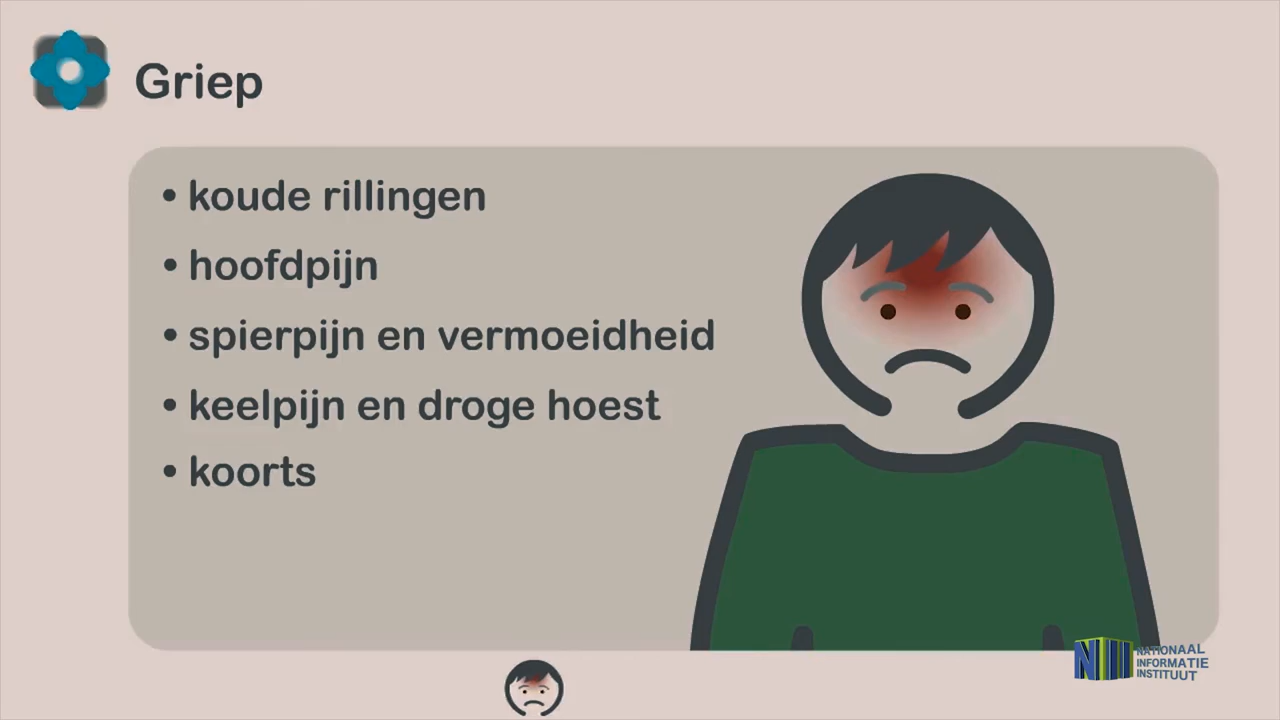 Griep
• koude rillingen
• hoofdpijn
• spierpijn en vermoeidheid
• keelpijn en droge hoest
• koorts
NATIONAAL
INFORMATIE
INSTITUUT